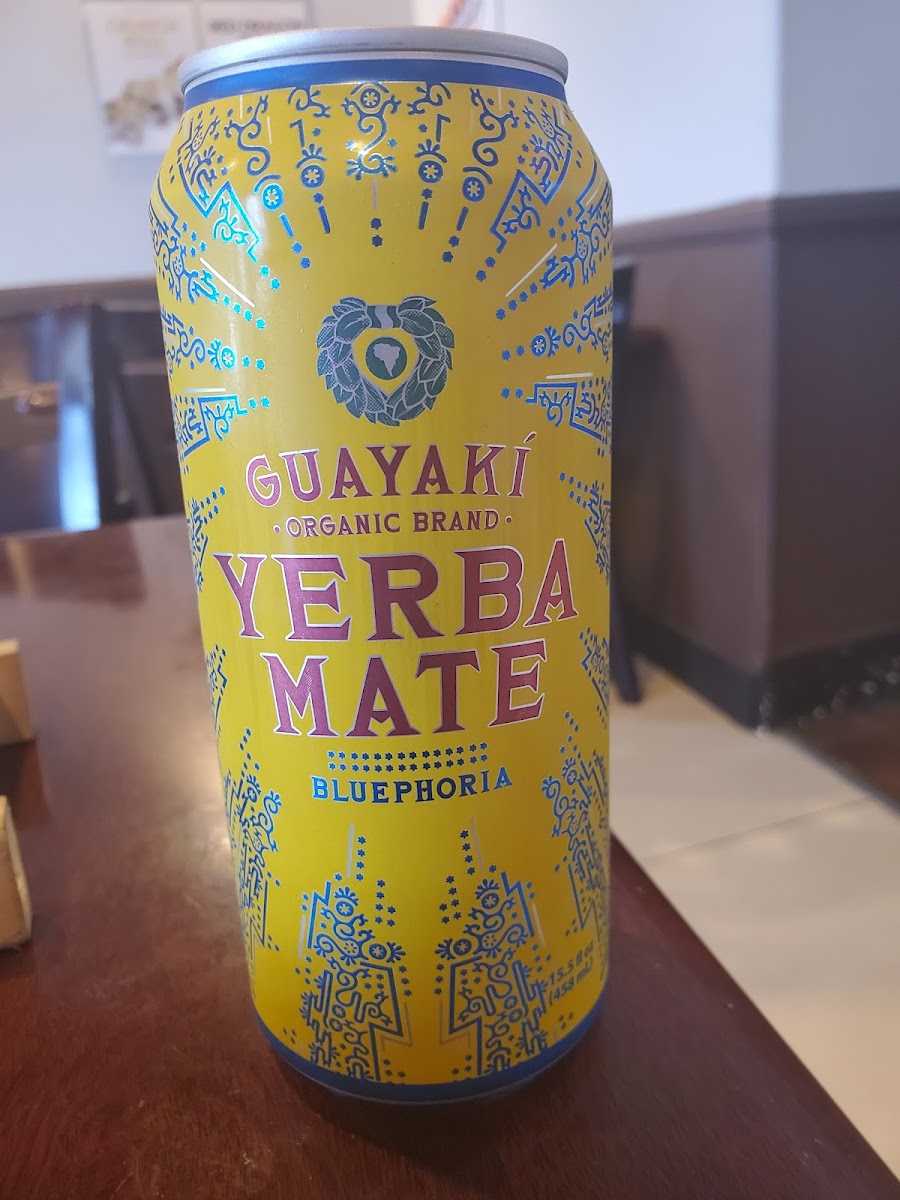 GUAYAKÍ
· ORGANIC BRAND ·
YERBA
MATE
BLUEPHORIA
15.5 fl oz
(458 mL)